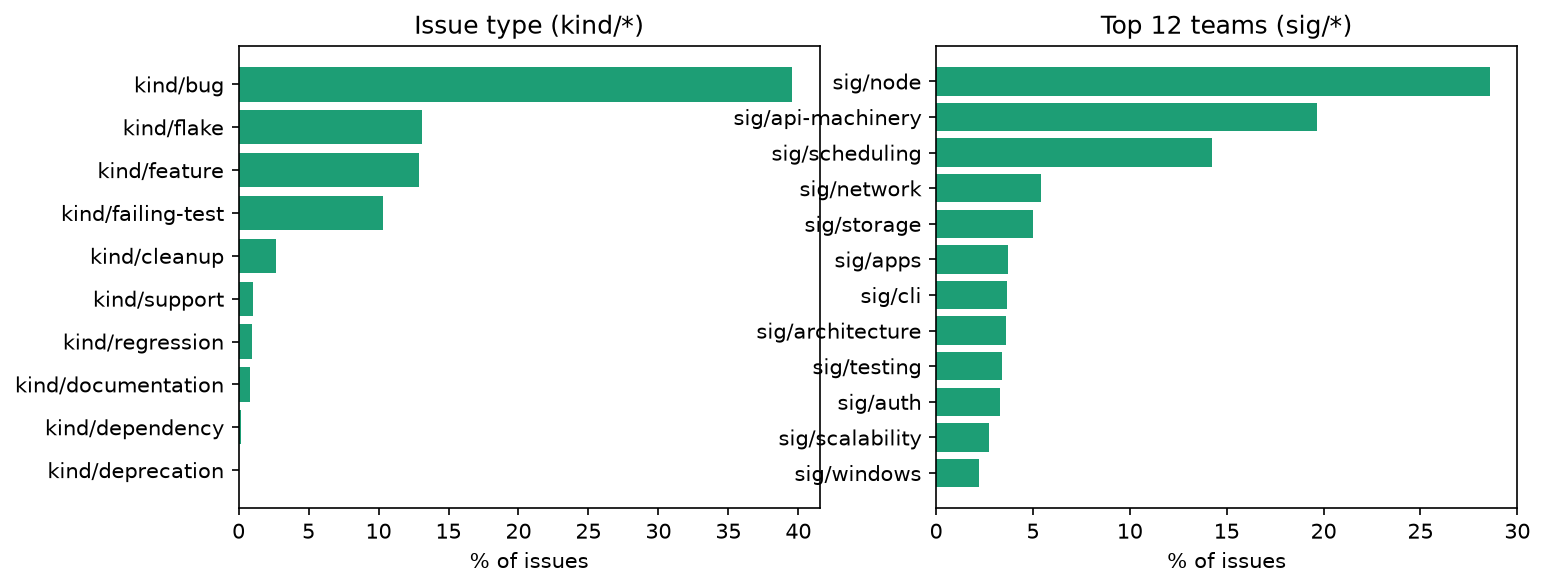 Issue type (kind/*)
kind/bug
kind/flake
kind/feature
kind/failing-test
kind/cleanup
kind/support
kind/regression
kind/documentation
kind/dependency
kind/deprecation
0 5 10 15 20 25 30 35 40
% of issues
Top 12 teams (sig/*)
sig/node
sig/api-machinery
sig/scheduling
sig/network
sig/storage
sig/apps
sig/cli
sig/architecture
sig/testing
sig/auth
sig/scalability
sig/windows
0 5 10 15 20 25 30
% of issues